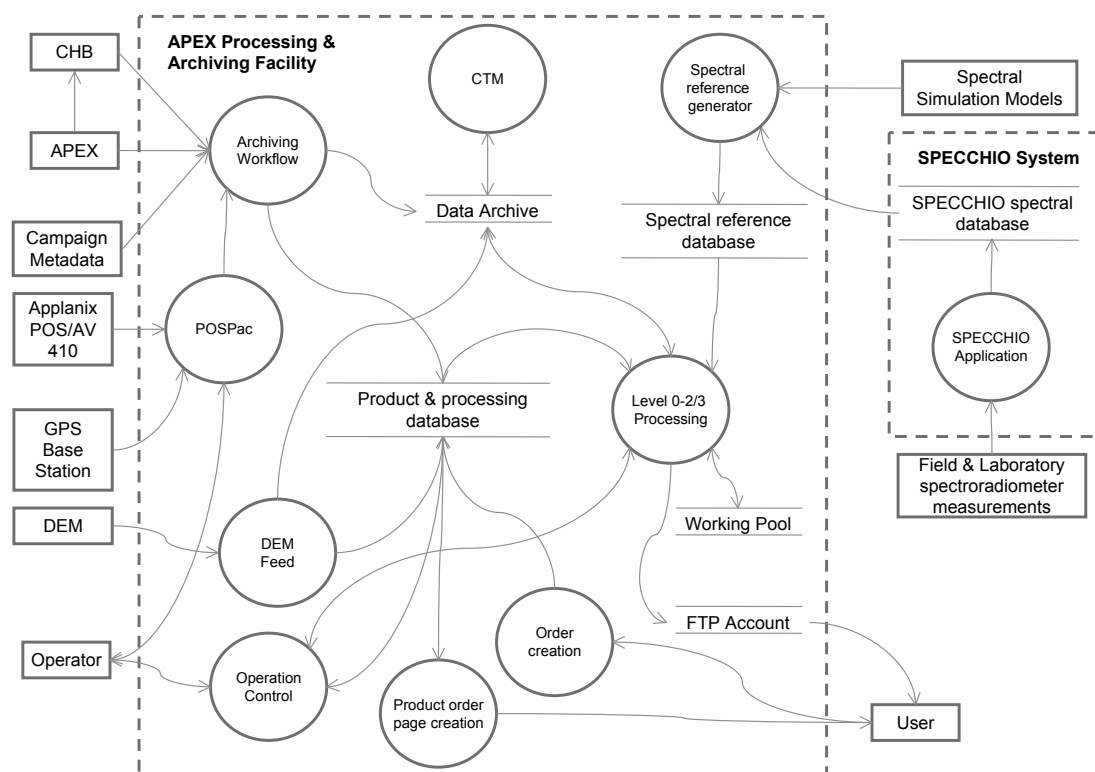 APEX Processing &
Archiving Facility
CHB
APEX
Campaign
Metadata
Applanix
POS/AV
410
GPS
Base
Station
DEM
Operator
Archiving
Workflow
CTM
Spectral
reference
generator
Spectral
Simulation Models
SPECCHIO System
SPECCHIO spectral
database
SPECCHIO
Application
Field & Laboratory
spectroradiometer
measurements
Data Archive
Spectral reference
database
POSPac
Product & processing
database
Level 0-2/3
Processing
Working Pool
DEM
Feed
FTP Account
Order
creation
Operation
Control
Product order
page creation
User